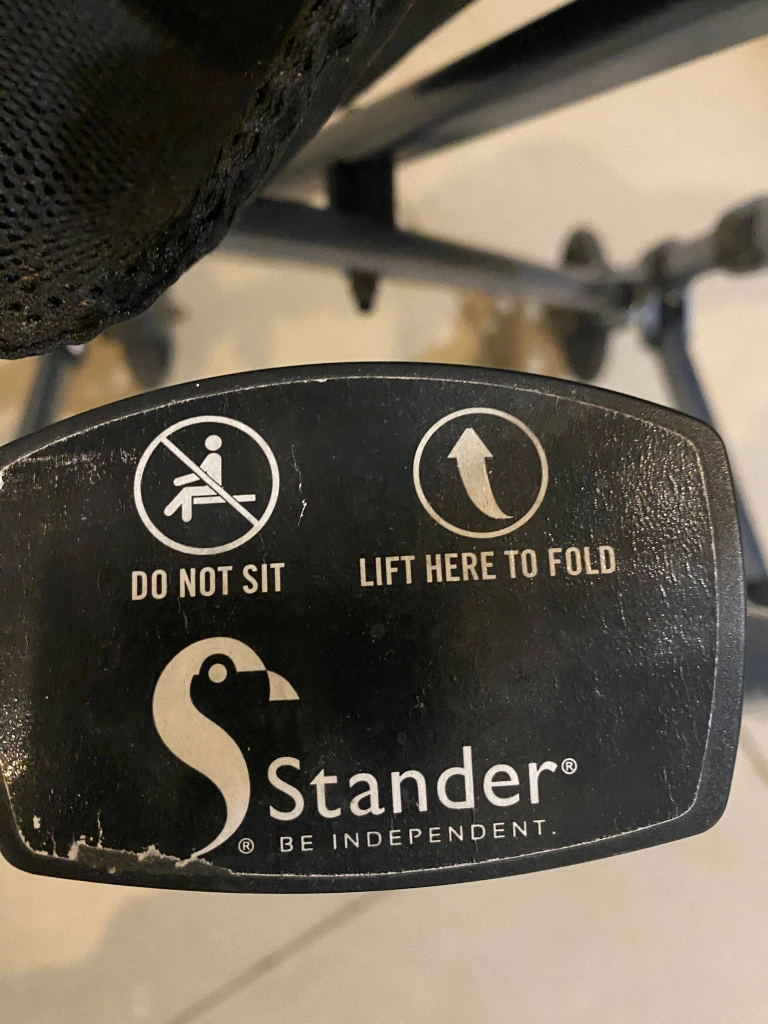 DO NOT SIT
LIFT HERE TO FOLD
Stander®
® BE INDEPENDENT.